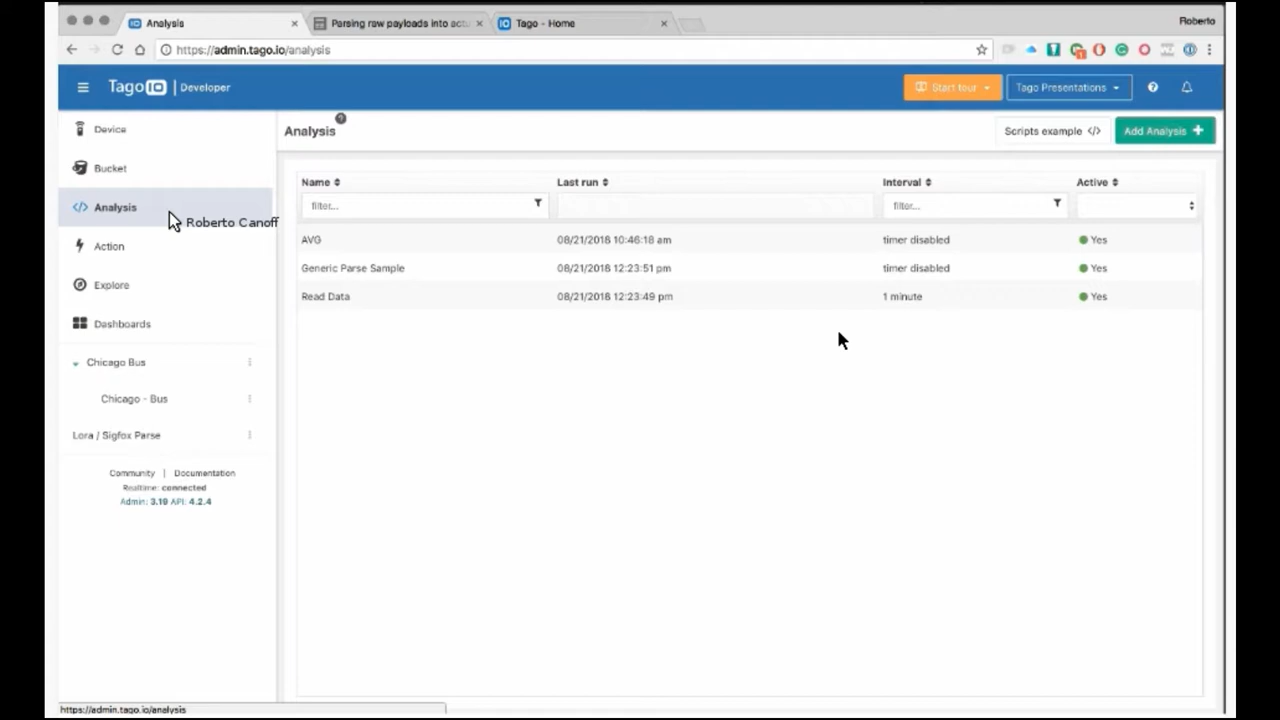 Analysis
Parsing raw payloads into actu
Tago - Home
Roberto
https://admin.tago.io/analysis
Tago IO | Developer
Start tour
Tago Presentations
Device
Bucket
Analysis
Roberto Canoff
Action
Explore
Dashboards
Chicago Bus
Chicago - Bus
Lora / Sigfox Parse
Community | Documentation
Realtime: connected
Admin: 3.19 API: 4.2.4
Analysis
Scripts example </>
Add Analysis +
Name Last run Interval Active
filter... filter...
AVG 08/21/2018 10:46:18 am timer disabled Yes
Generic Parse Sample 08/21/2018 12:23:51 pm timer disabled Yes
Read Data 08/21/2018 12:23:49 pm 1 minute Yes
https://admin.tago.io/analysis